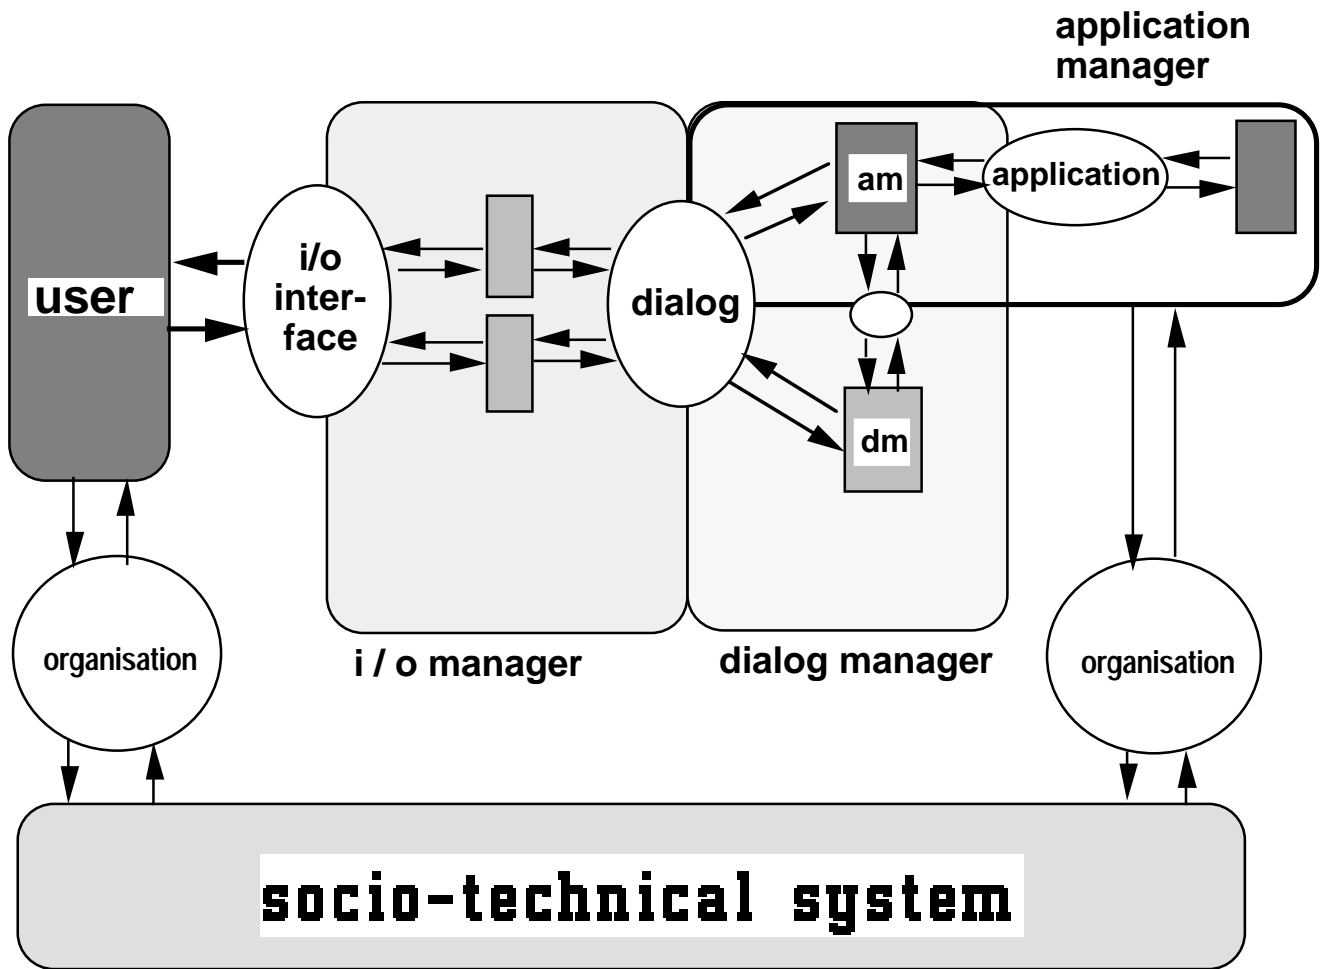 application
manager
am
application
user
i/o
inter-
face
dialog
dm
organisation
i / o manager
dialog manager
organisation
socio-technical system